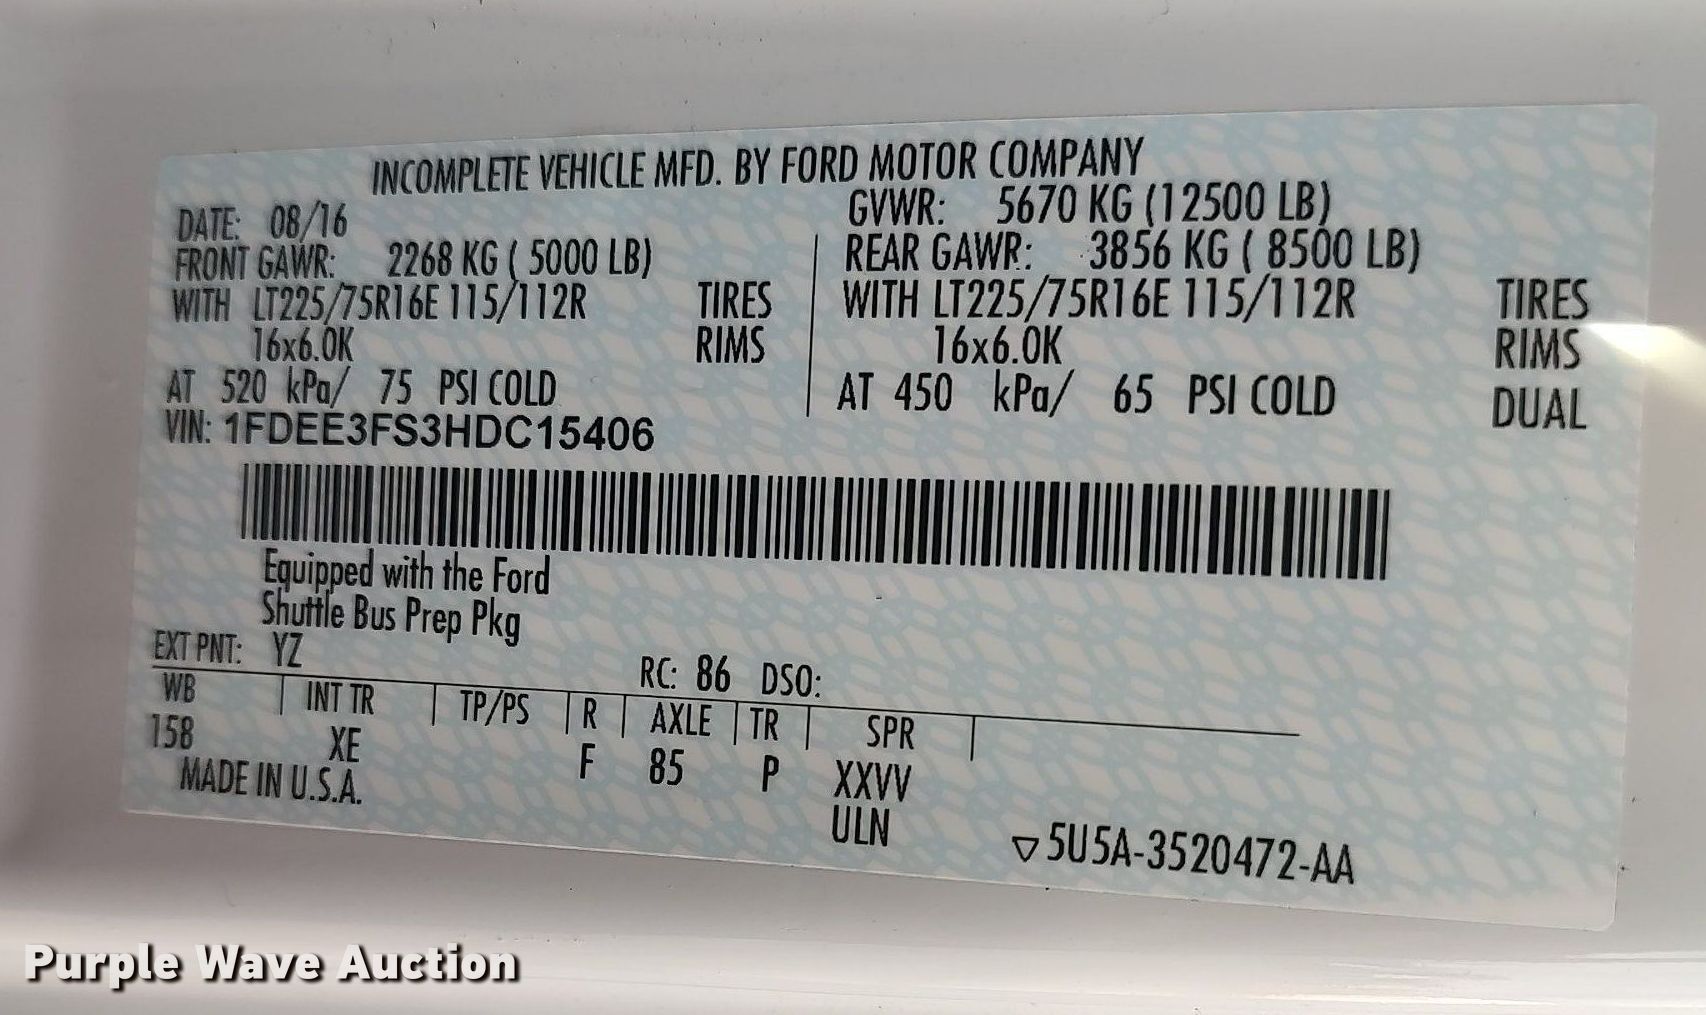 INCOMPLETE VEHICLE MFD. BY FORD MOTOR COMPANY
DATE: 08/16 GVWR: 5670 KG (12500 LB)
FRONT GAWR: 2268 KG ( 5000 LB) REAR GAWR: 3856 KG ( 8500 LB)
WITH LT225/75R16E 115/112R TIRES WITH LT225/75R16E 115/112R TIRES
16x6.0K RIMS 16x6.0K RIMS
AT 520 kPa/ 75 PSI COLD AT 450 kPa/ 65 PSI COLD DUAL
VIN: 1FDEE3FS3HDC15406
Equipped with the Ford
Shuttle Bus Prep Pkg
EXT PNT: YZ RC: 86 DSO:
WB INT TR TP/PS R AXLE TR SPR
158 XE F 85 P XXVV
MADE IN U.S.A. ULN
▽5U5A-3520472-AA
Purple Wave Auction